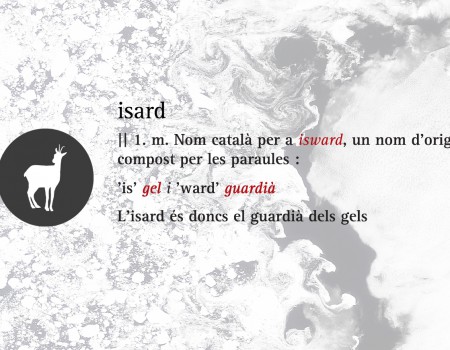 isard
|| 1. m. Nom català per a isward, un nom d'orig
compost per les paraules :
'is' gel i 'ward' guardià
L'isard és doncs el guardià dels gels